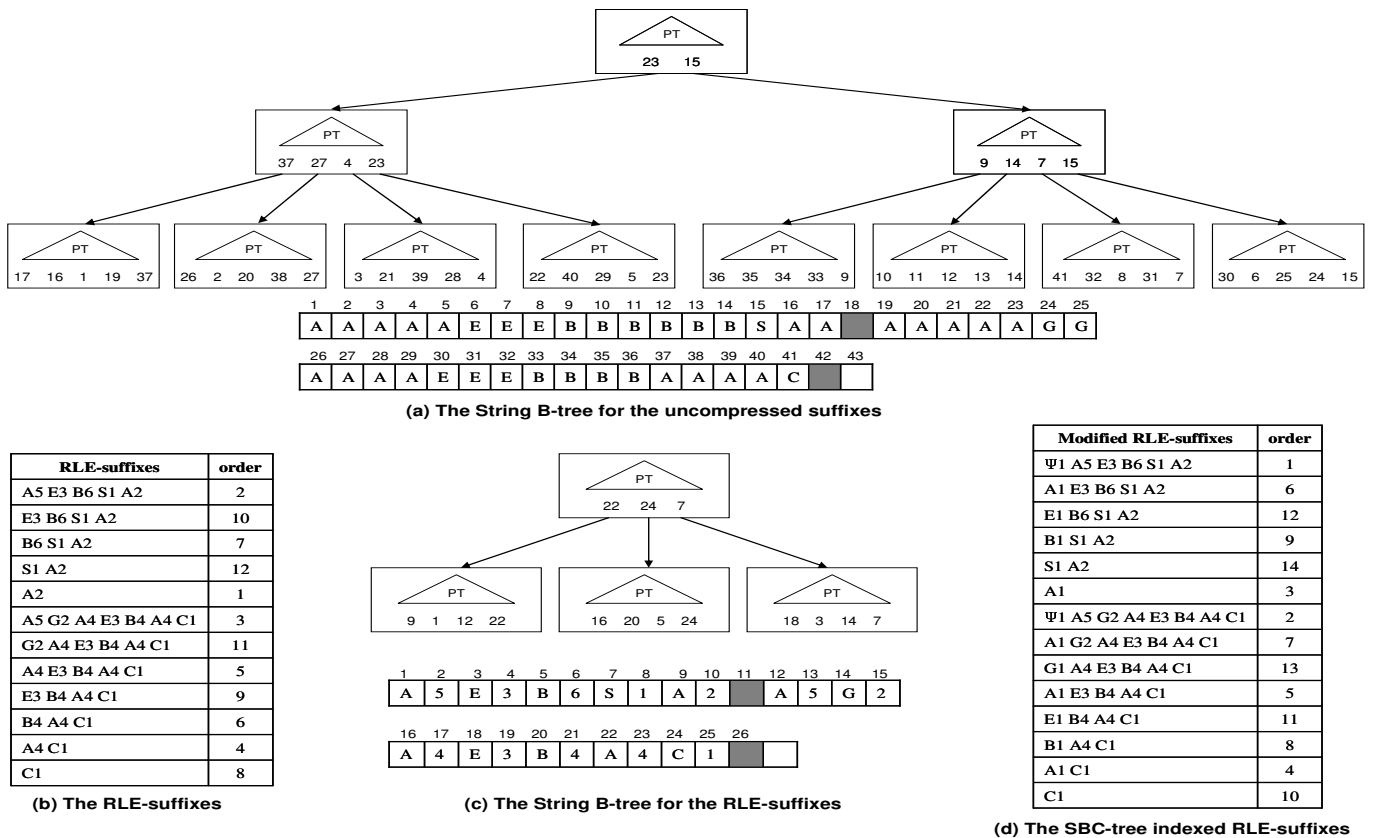 PT
23 15
PT
37 27 4 23
PT
9 14 7 15
PT
17 16 1 19 37
PT
26 2 20 38 27
PT
3 21 39 28 4
PT
22 40 29 5 23
PT
36 35 34 33 9
PT
10 11 12 13 14
PT
41 32 8 31 7
PT
30 6 25 24 15
1 2 3 4 5 6 7 8 9 10 11 12 13 14 15 16 17 18 19 20 21 22 23 24 25
A A A A A E E E B B B B B B S A A A A A A A G G
26 27 28 29 30 31 32 33 34 35 36 37 38 39 40 41 42 43
A A A A E E E B B B B A A A A C
(a) The String B-tree for the uncompressed suffixes
RLE-suffixes order
A5 E3 B6 S1 A2 2
E3 B6 S1 A2 10
B6 S1 A2 7
S1 A2 12
A2 1
A5 G2 A4 E3 B4 A4 C1 3
G2 A4 E3 B4 A4 C1 11
A4 E3 B4 A4 C1 5
E3 B4 A4 C1 9
B4 A4 C1 6
A4 C1 4
C1 8
(b) The RLE-suffixes
PT
22 24 7
PT
9 1 12 22
PT
16 20 5 24
PT
18 3 14 7
1 2 3 4 5 6 7 8 9 10 11 12 13 14 15
A 5 E 3 B 6 S 1 A 2 A 5 G 2
16 17 18 19 20 21 22 23 24 25 26
A 4 E 3 B 4 A 4 C 1
(c) The String B-tree for the RLE-suffixes
Modified RLE-suffixes order
Ψ1 A5 E3 B6 S1 A2 1
A1 E3 B6 S1 A2 6
E1 B6 S1 A2 12
B1 S1 A2 9
S1 A2 14
A1 3
Ψ1 A5 G2 A4 E3 B4 A4 C1 2
A1 G2 A4 E3 B4 A4 C1 7
G1 A4 E3 B4 A4 C1 13
A1 E3 B4 A4 C1 5
E1 B4 A4 C1 11
B1 A4 C1 8
A1 C1 4
C1 10
(d) The SBC-tree indexed RLE-suffixes